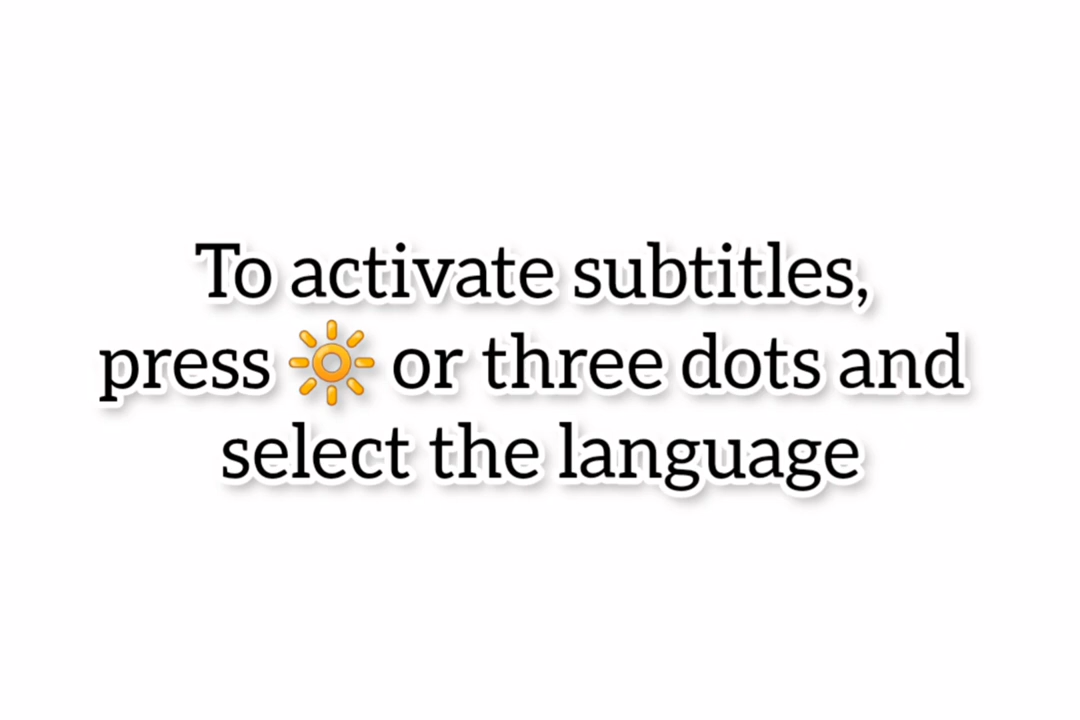 To activate subtitles,
press 🔆 or three dots and
select the language